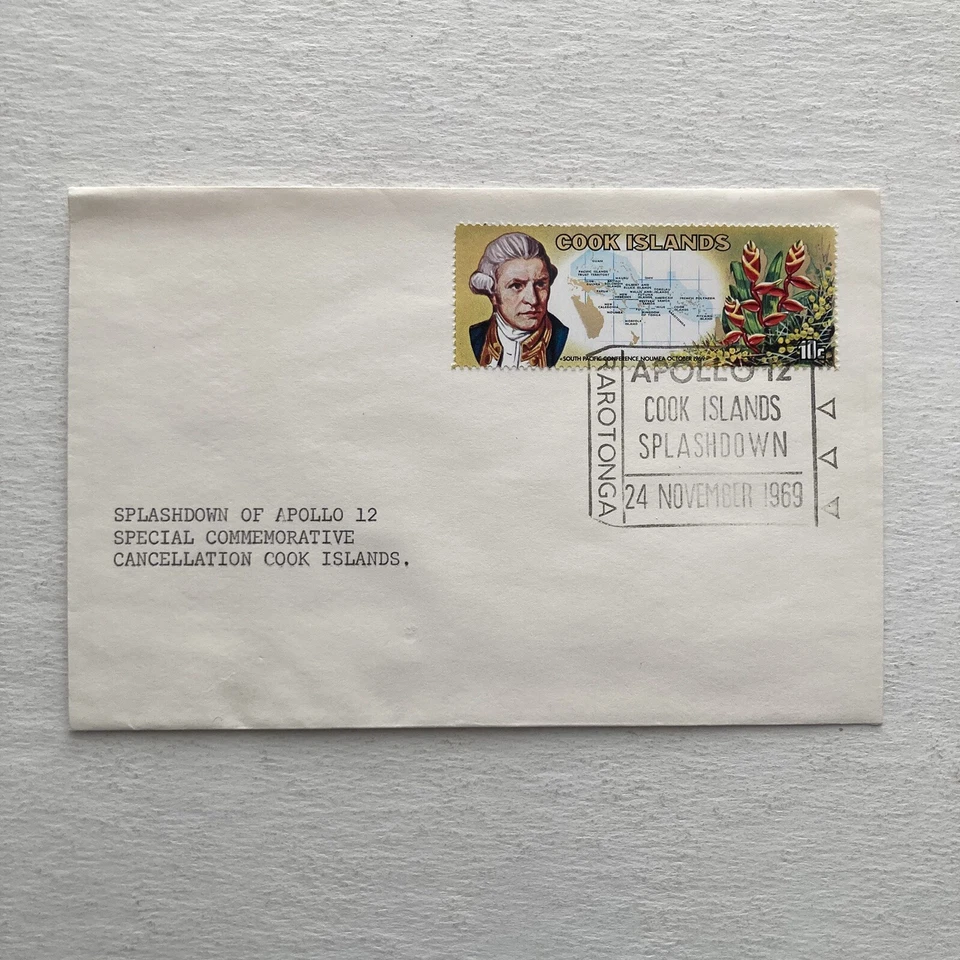 COOK ISLANDS
SOUTH PACIFIC CONFERENCE NOUMEA OCTOBER 1969
10c
RAROTONGA
APOLLO 12
COOK ISLANDS
SPLASHDOWN
24 NOVEMBER 1969
SPLASHDOWN OF APOLLO 12
SPECIAL COMMEMORATIVE
CANCELLATION COOK ISLANDS.